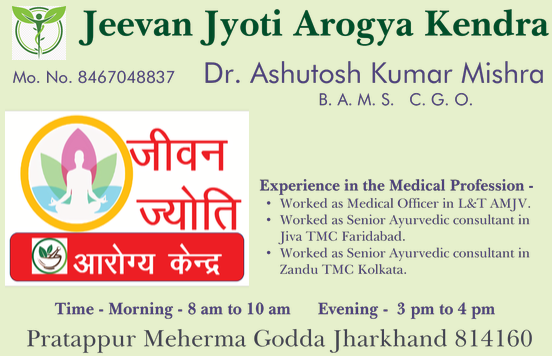 Jeevan Jyoti Arogya Kendra
Mo. No. 8467048837
Dr. Ashutosh Kumar Mishra
B. A. M. S. C. G. O.
जीवन
ज्योति
आरोग्य केन्द्र
Experience in the Medical Profession -
• Worked as Medical Officer in L&T AMJV.
• Worked as Senior Ayurvedic consultant in
Jiva TMC Faridabad.
• Worked as Senior Ayurvedic consultant in
Zandu TMC Kolkata.
Time - Morning - 8 am to 10 am Evening - 3 pm to 4 pm
Pratappur Meherma Godda Jharkhand 814160